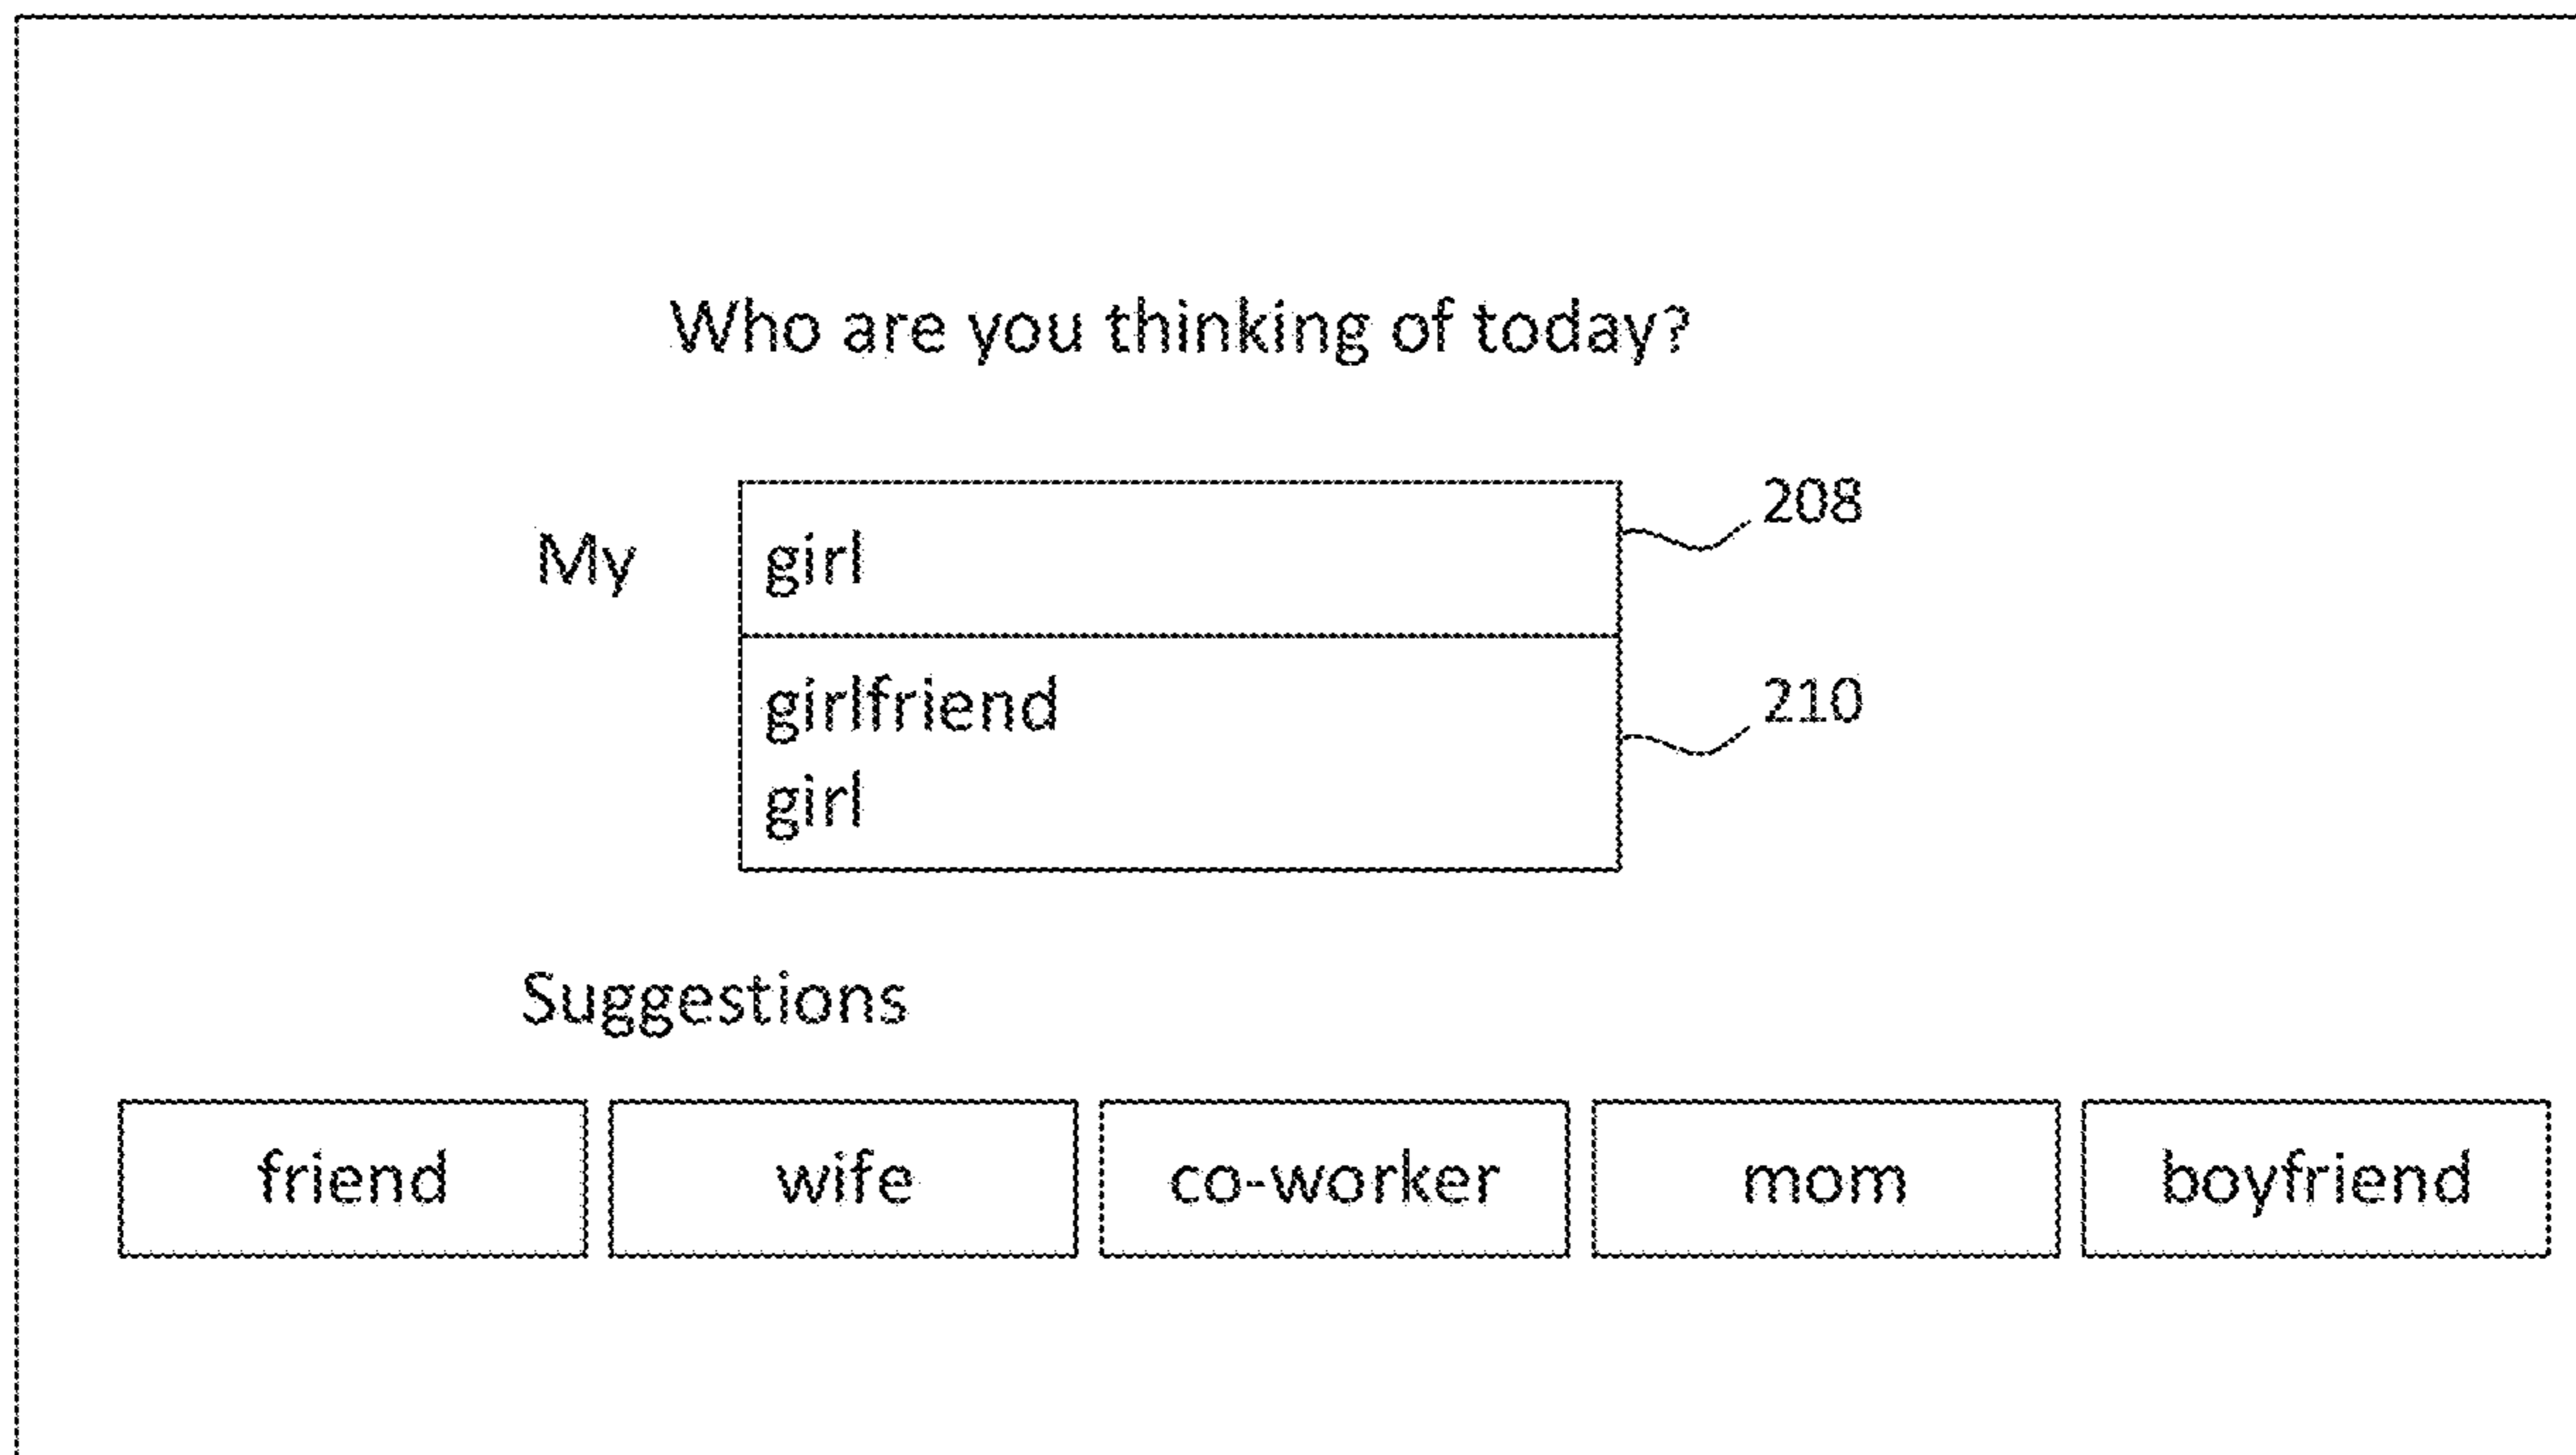 Who are you thinking of today?
My girl 208
girlfriend 210
girl
Suggestions
friend wife co-worker mom boyfriend